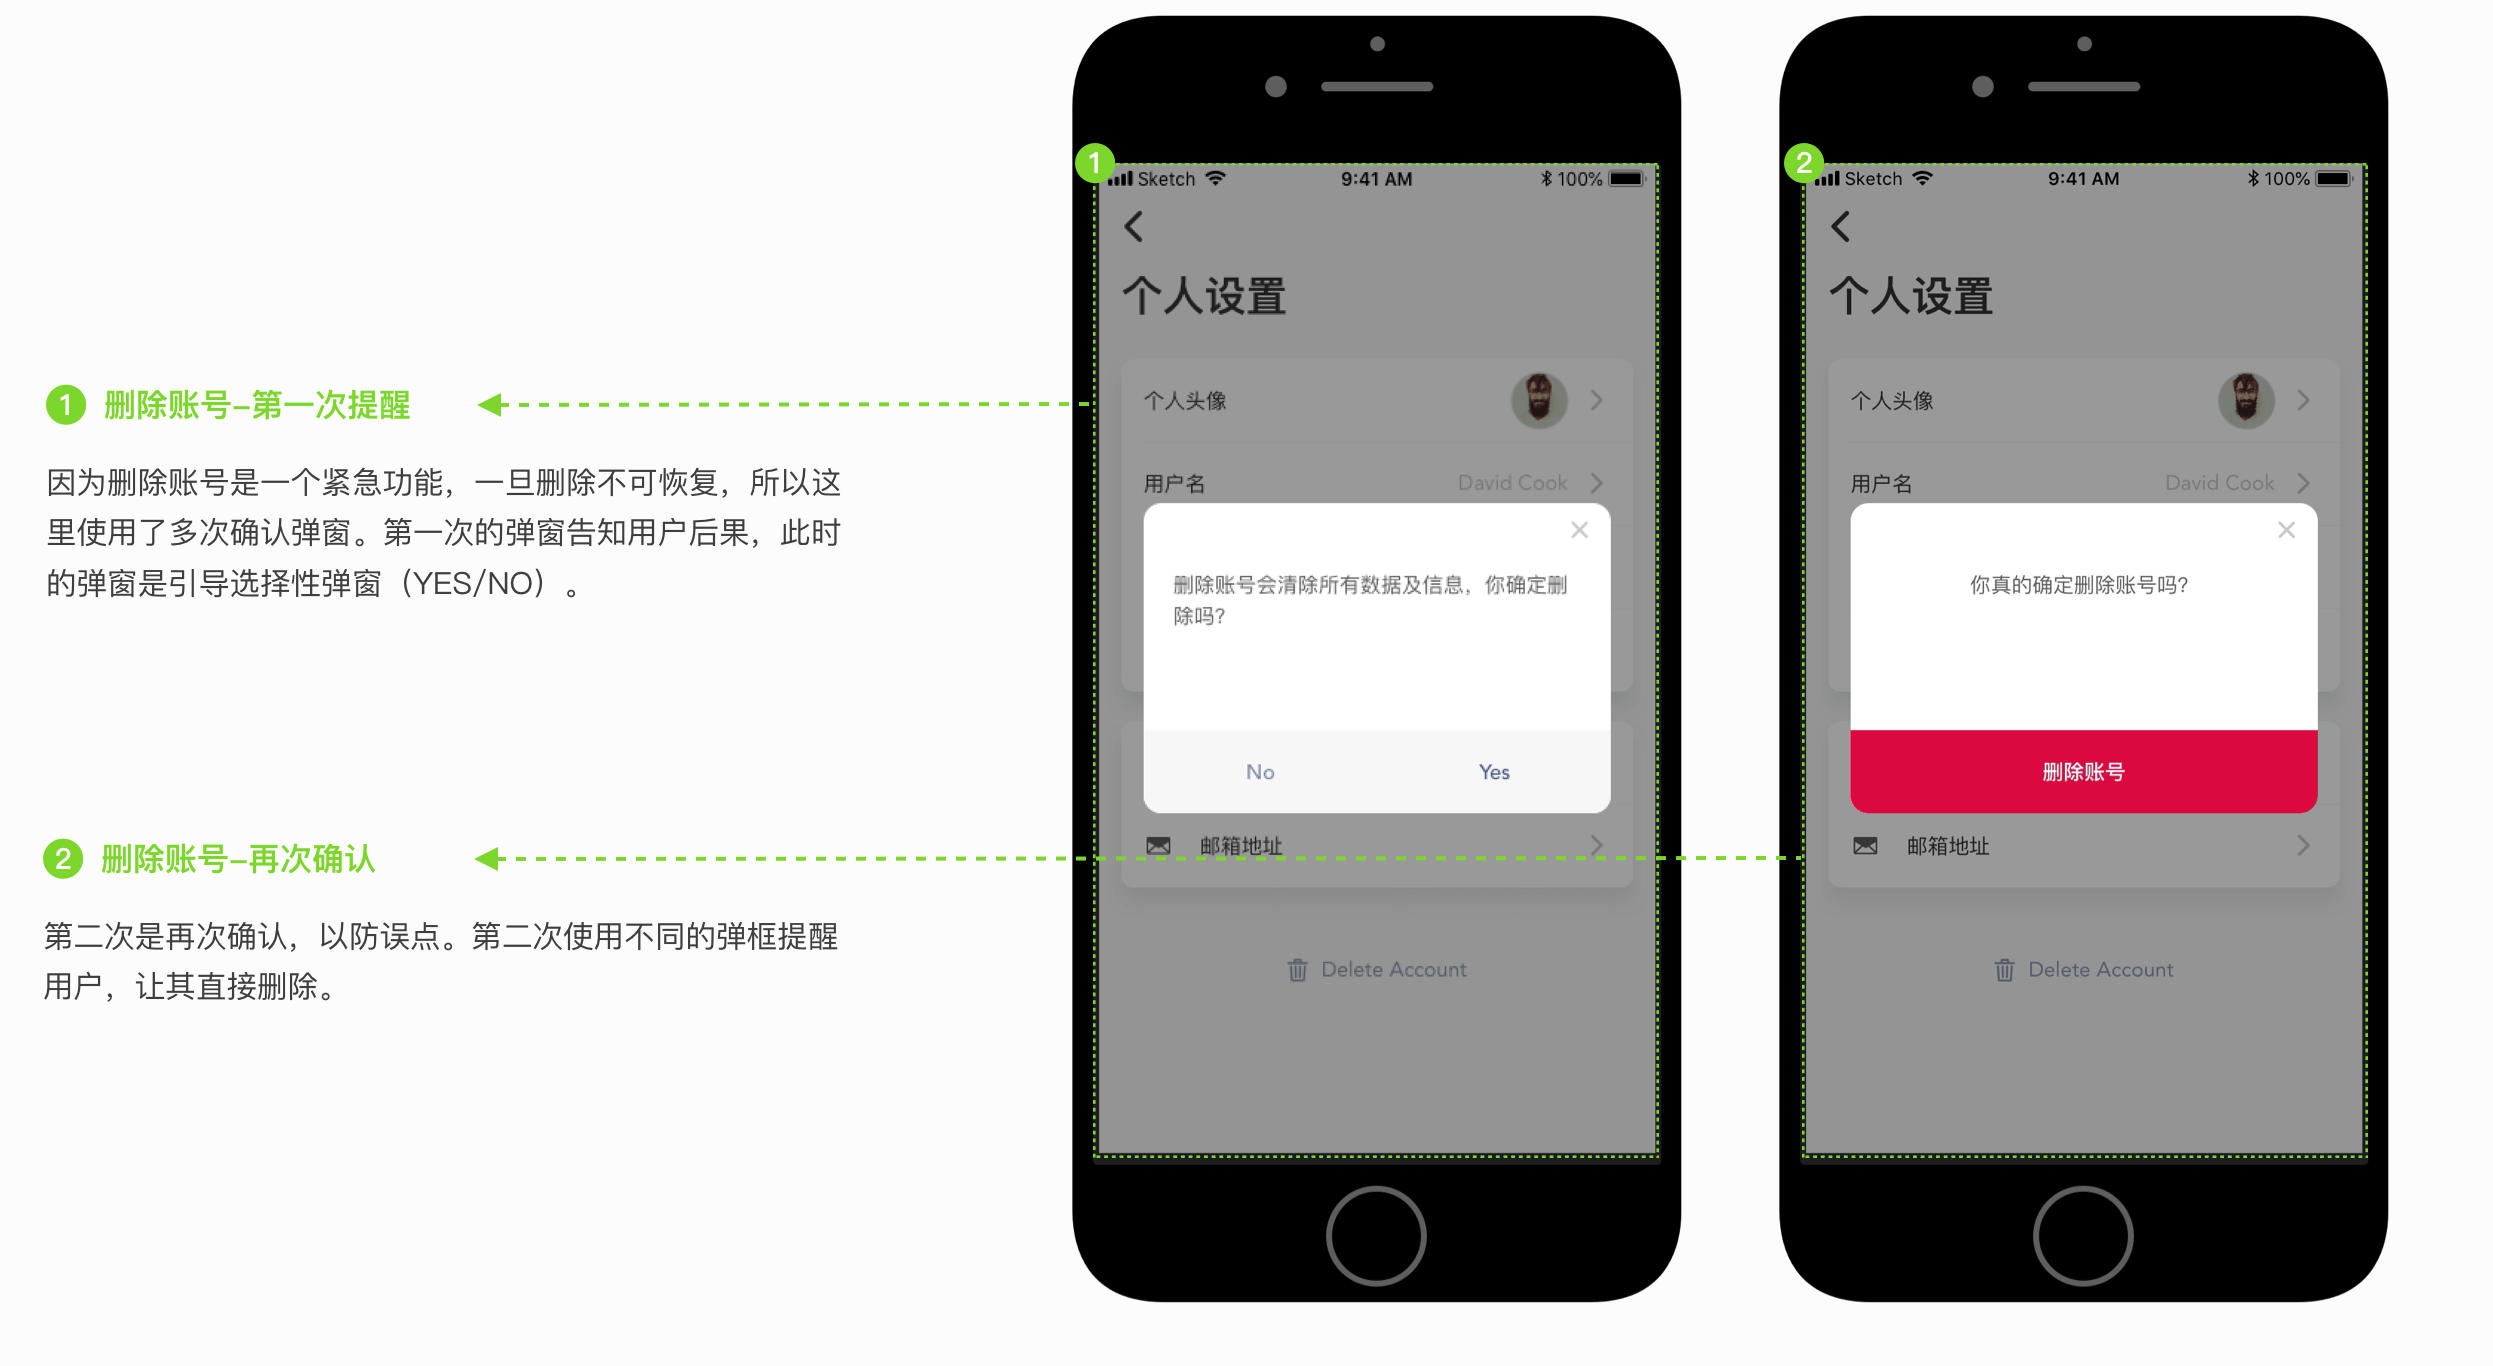 1 删除账号–第一次提醒
因为删除账号是一个紧急功能，一旦删除不可恢复，所以这
里使用了多次确认弹窗。第一次的弹窗告知用户后果，此时
的弹窗是引导选择性弹窗（YES/NO）。
2 删除账号–再次确认
第二次是再次确认，以防误点。第二次使用不同的弹框提醒
用户，让其直接删除。
1
Sketch 9:41 AM 100%
个人设置
个人头像
用户名 David Cook
删除账号会清除所有数据及信息，你确定删
除吗？
No Yes
邮箱地址
Delete Account
2
Sketch 9:41 AM 100%
个人设置
个人头像
用户名 David Cook
你真的确定删除账号吗？
删除账号
邮箱地址
Delete Account